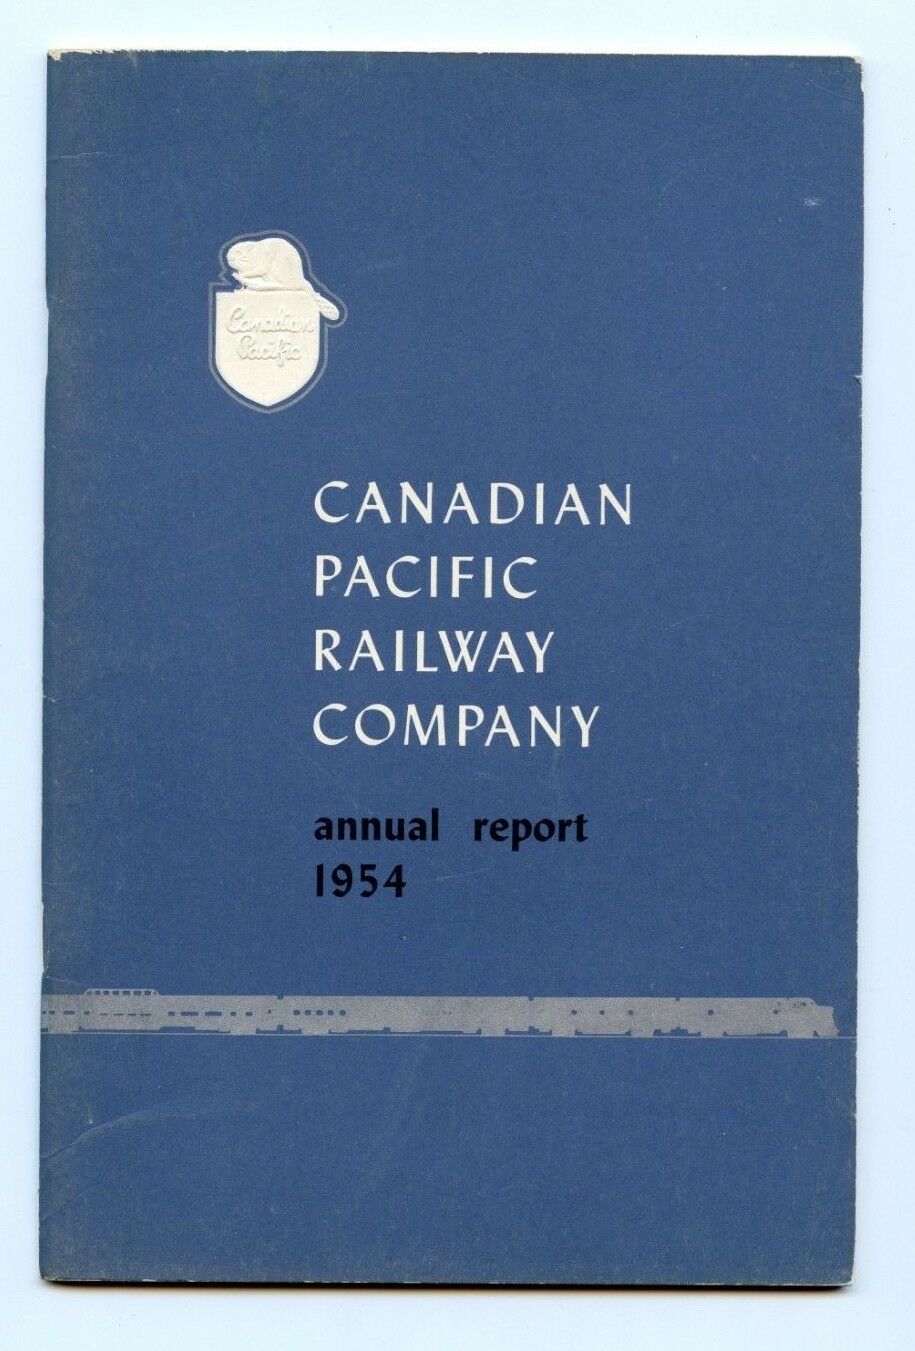 Canadian
Pacific
CANADIAN
PACIFIC
RAILWAY
COMPANY
annual report
1954